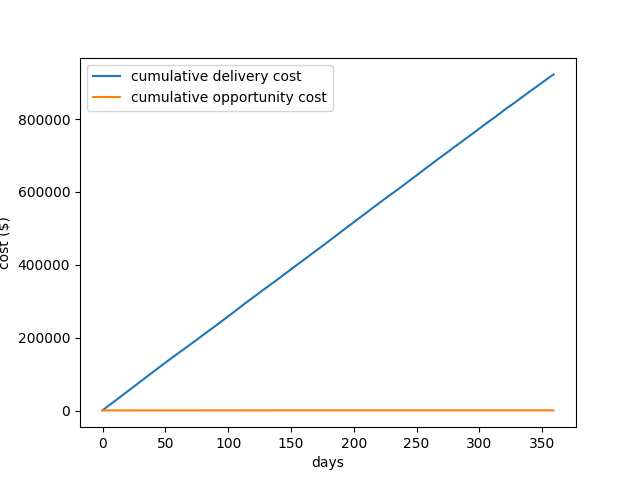 cumulative delivery cost
cumulative opportunity cost
800000
600000
400000
200000
0
cost ($)
0 50 100 150 200 250 300 350
days